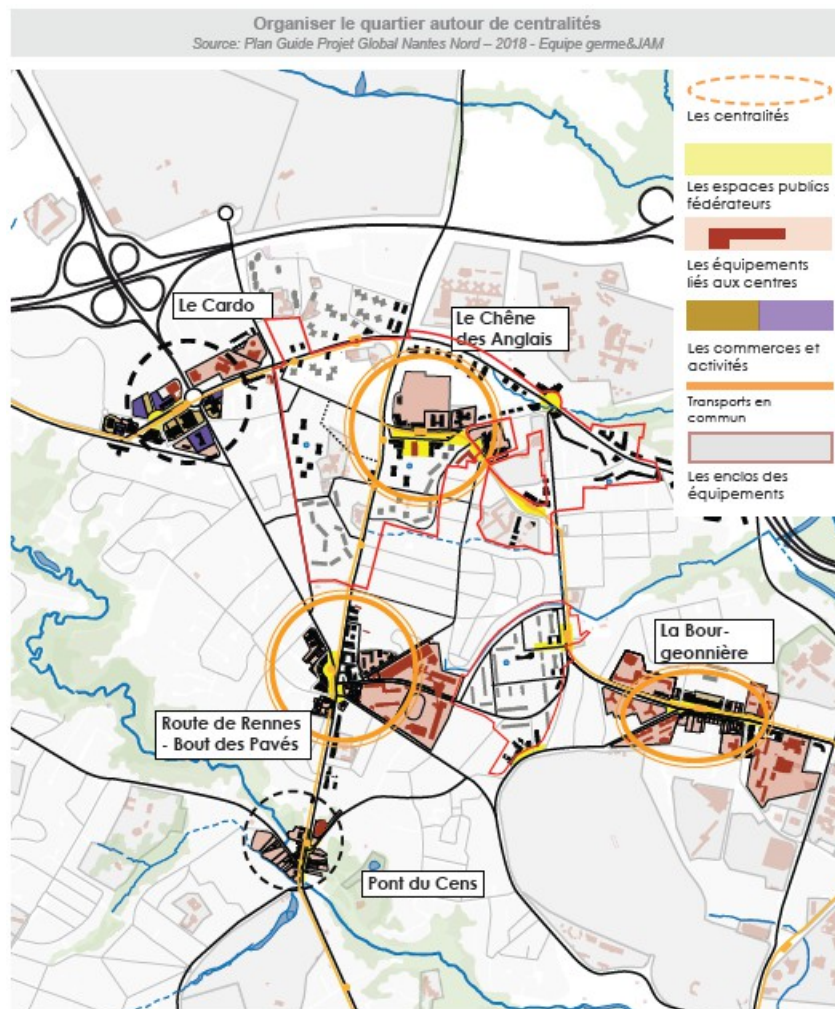 Organiser le quartier autour de centralités
Source: Plan Guide Projet Global Nantes Nord – 2018 - Equipe germe&JAM
Les centralités
Les espaces publics
fédérateurs
Les équipements
liés aux centres
Les commerces et
activités
Transports en
commun
Les enclos des
équipements
Le Cardo
Le Chêne
des Anglais
La Bour-
geonnière
Route de Rennes
- Bout des Pavés
Pont du Cens